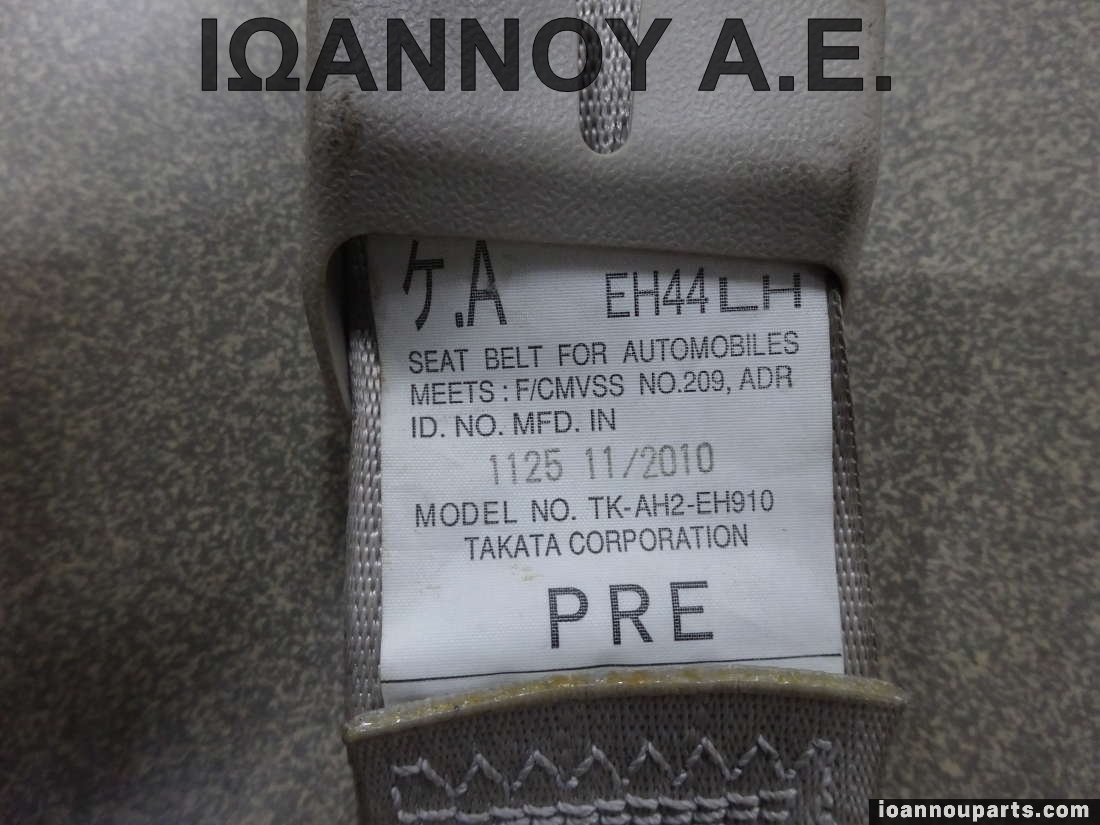 ΙΩΑΝΝΟΥ Α.Ε.
ケ.A EH44LH
SEAT BELT FOR AUTOMOBILES
MEETS : F/CMVSS NO.209, ADR
ID. NO. MFD. IN
1125 11/2010
MODEL NO. TK-AH2-EH910
TAKATA CORPORATION
PRE
ioannouparts.com